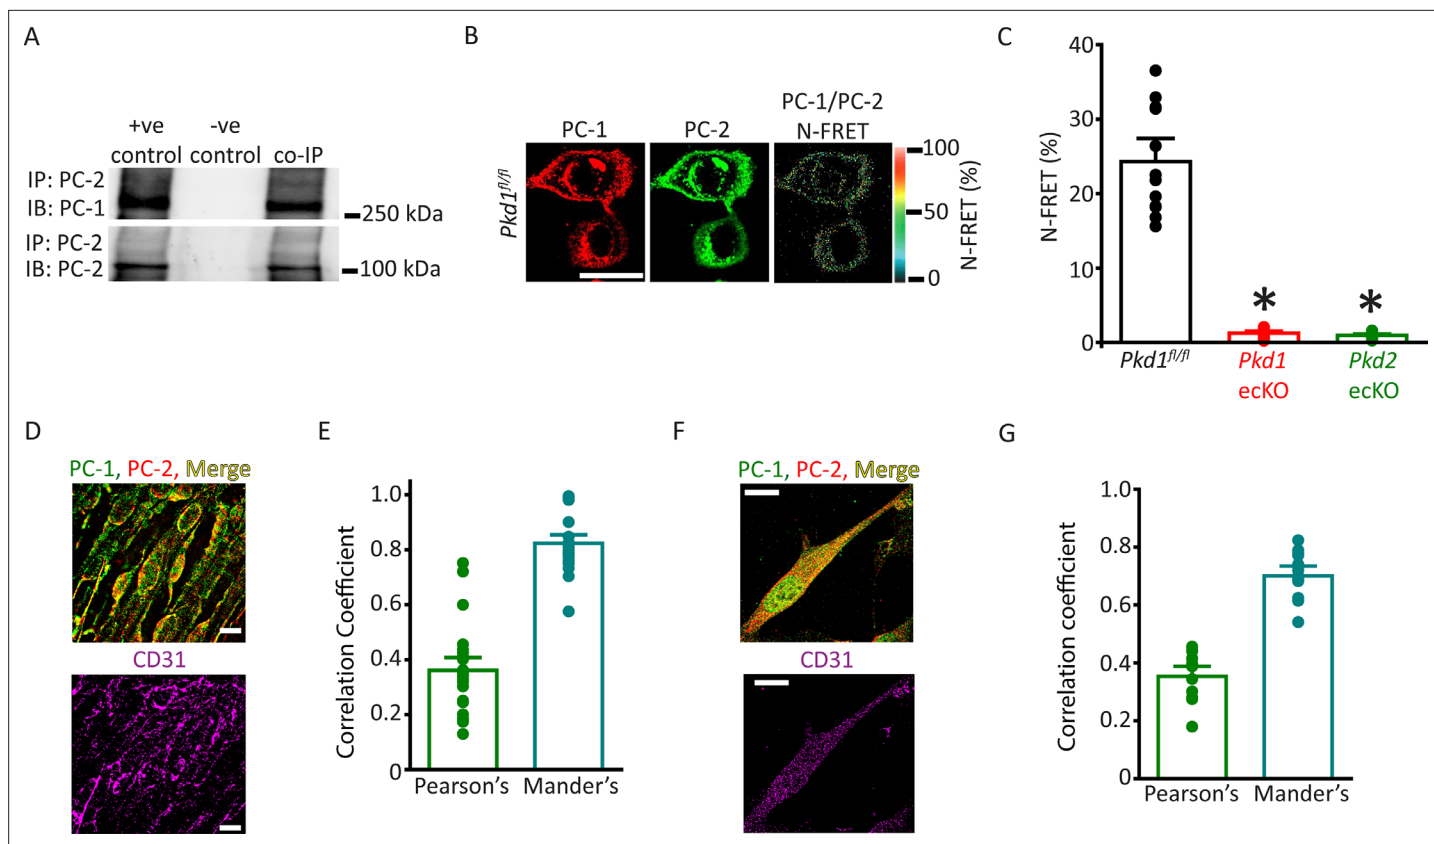 A
+ve
control
-ve
control
co-IP
IP: PC-2
IB: PC-1
250 kDa
IP: PC-2
IB: PC-2
100 kDa
B
PC-1
PC-2
PC-1/PC-2
N-FRET
Pkd1fl/fl
100
50
0
N-FRET (%)
C
N-FRET (%)
40
30
20
10
0
*
*
Pkd1fl/fl
Pkd1
ecKO
Pkd2
ecKO
D
PC-1, PC-2, Merge
CD31
E
Correlation Coefficient
1.0
0.8
0.6
0.4
0.2
0
Pearson's
Mander's
F
PC-1, PC-2, Merge
CD31
G
Correlation coefficient
1.0
0.8
0.6
0.4
0.2
0
Pearson's
Mander's